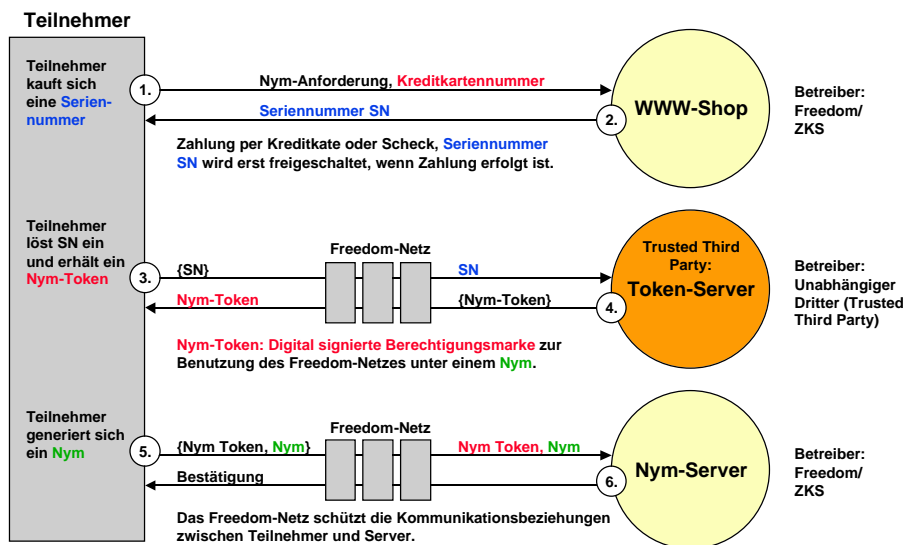 Teilnehmer
Teilnehmer
kauft sich
eine Serien-
nummer
1.
Nym-Anforderung, Kreditkartennummer
Seriennummer SN
2.
WWW-Shop
Betreiber:
Freedom/
ZKS
Zahlung per Kreditkate oder Scheck, Seriennummer
SN wird erst freigeschaltet, wenn Zahlung erfolgt ist.
Teilnehmer
löst SN ein
und erhält ein
Nym-Token
3.
{SN}
Nym-Token
Freedom-Netz
SN
{Nym-Token}
4.
Trusted Third
Party:
Token-Server
Betreiber:
Unabhängiger
Dritter (Trusted
Third Party)
Nym-Token: Digital signierte Berechtigungsmarke zur
Benutzung des Freedom-Netzes unter einem Nym.
Teilnehmer
generiert sich
ein Nym
5.
{Nym Token, Nym}
Bestätigung
Freedom-Netz
Nym Token, Nym
6.
Nym-Server
Betreiber:
Freedom/
ZKS
Das Freedom-Netz schützt die Kommunikationsbeziehungen
zwischen Teilnehmer und Server.